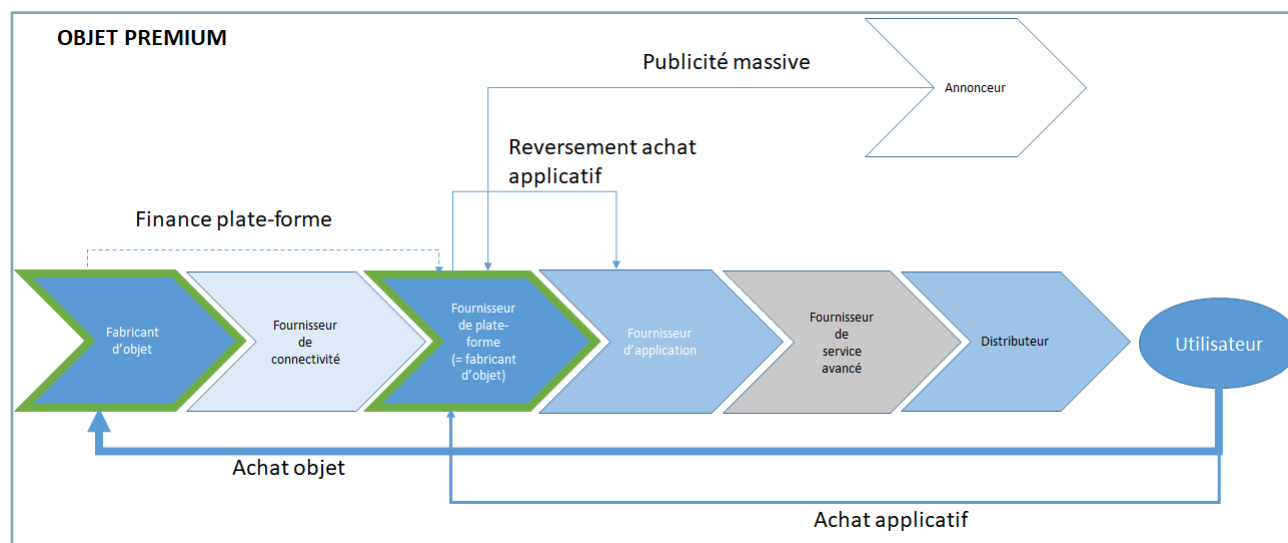 OBJET PREMIUM
Publicité massive
Annonceur
Reversement achat
applicatif
Finance plate-forme
Fabricant
d'objet
Fournisseur
de
connectivité
Fournisseur
de plate-
forme
(= fabricant
d'objet)
Fournisseur
d'application
Fournisseur
de
service
avancé
Distributeur
Utilisateur
Achat objet
Achat applicatif